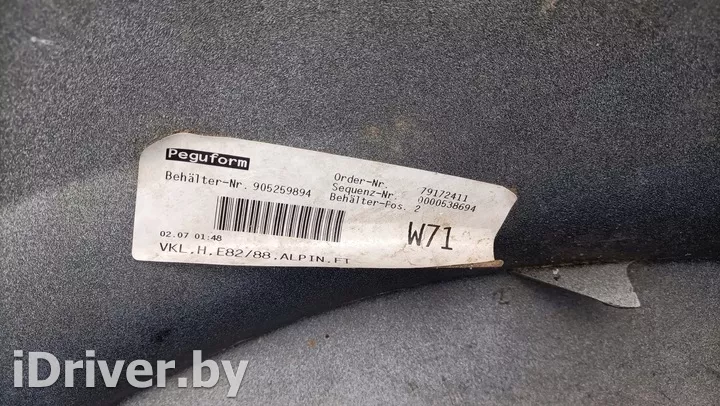 Peguform
Behälter-Nr. 905259894
Order-Nr. 79172411
Sequenz-Nr. 0000538694
Behälter-Pos. 2
02.07 01:48
W71
VKL.H.E82/88.ALPIN.FT
iDriver.by